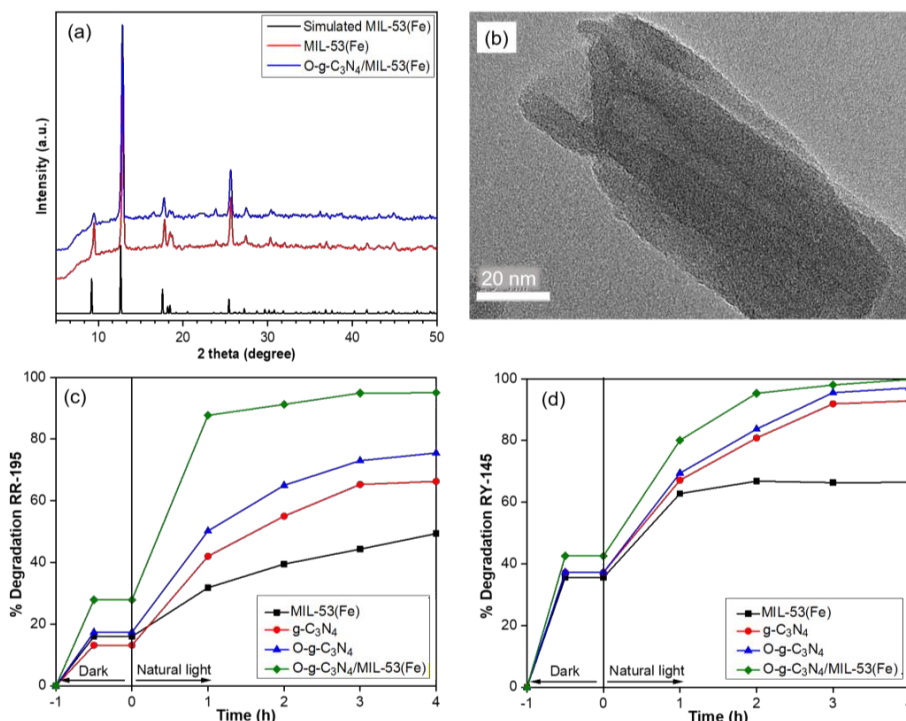 (a)
Simulated MIL-53(Fe)
MIL-53(Fe)
O-g-C₃N₄/MIL-53(Fe)
Intensity (a.u.)
10 20 30 40 50
2 theta (degree)
(b)
20 nm
(c)
% Degradation RR-195
100
80
60
40
20
0
MIL-53(Fe)
g-C₃N₄
O-g-C₃N₄
O-g-C₃N₄/MIL-53(Fe)
Dark Natural light
-1 0 1 2 3 4
Time (h)
(d)
% Degradation RY-145
100
80
60
40
20
0
MIL-53(Fe)
g-C₃N₄
O-g-C₃N₄
O-g-C₃N₄/MIL-53(Fe)
Dark Natural light
-1 0 1 2 3
Time (h)